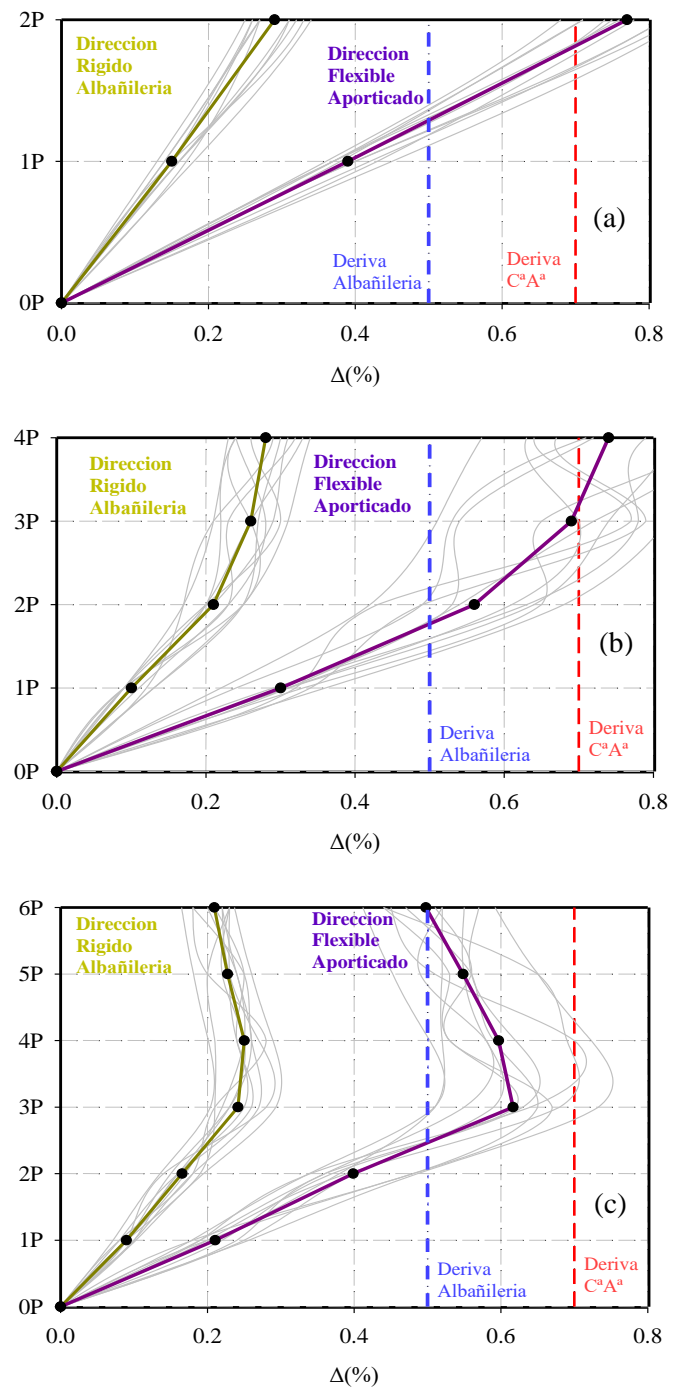 2P
Direccion
Rigido
Albañileria
Direccion
Flexible
Aporticado
1P
(a)
Deriva
Albañileria
Deriva
CªAª
0P
0.0 0.2 0.4 0.6 0.8
Δ(%)
4P
Direccion
Rigido
Albañileria
Direccion
Flexible
Aporticado
3P
2P
(b)
1P
Deriva
Albañileria
Deriva
CªAª
0P
0.0 0.2 0.4 0.6 0.8
Δ(%)
6P
Direccion
Rigido
Albañileria
Direccion
Flexible
Aporticado
5P
4P
3P
2P
(c)
1P
Deriva
Albañileria
Deriva
CªAª
0P
0.0 0.2 0.4 0.6 0.8
Δ(%)